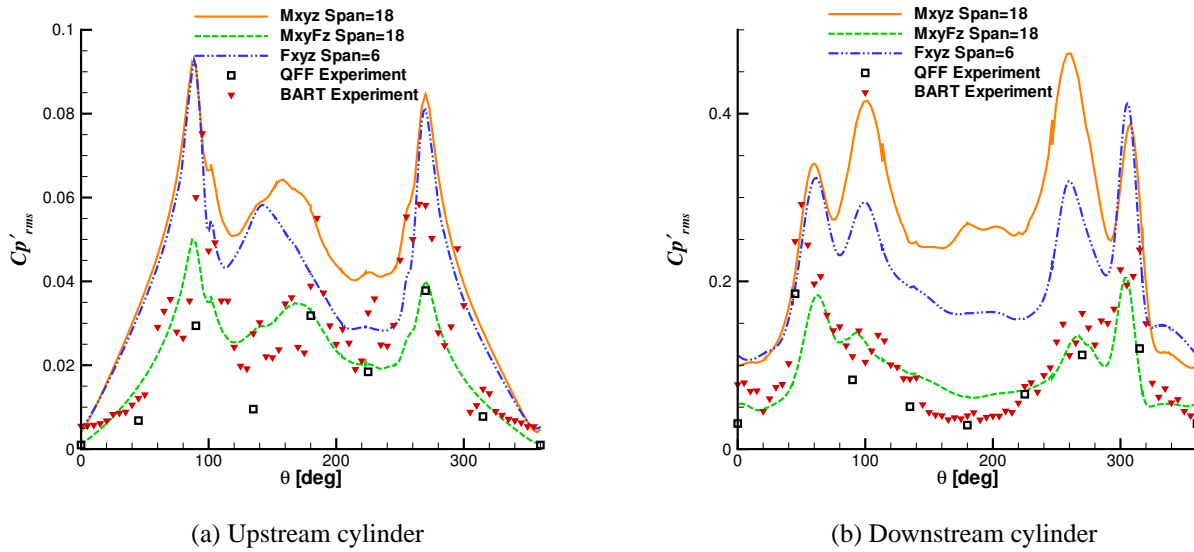 Mxyz Span=18
MxyFz Span=18
Fxyz Span=6
QFF Experiment
BART Experiment
0.1
0.08
0.06
0.04
0.02
0
Cp'rms
0 100 200 300
θ [deg]
(a) Upstream cylinder
Mxyz Span=18
MxyFz Span=18
Fxyz Span=6
QFF Experiment
BART Experiment
0.4
0.2
0
Cp'rms
0 100 200 300
θ [deg]
(b) Downstream cylinder